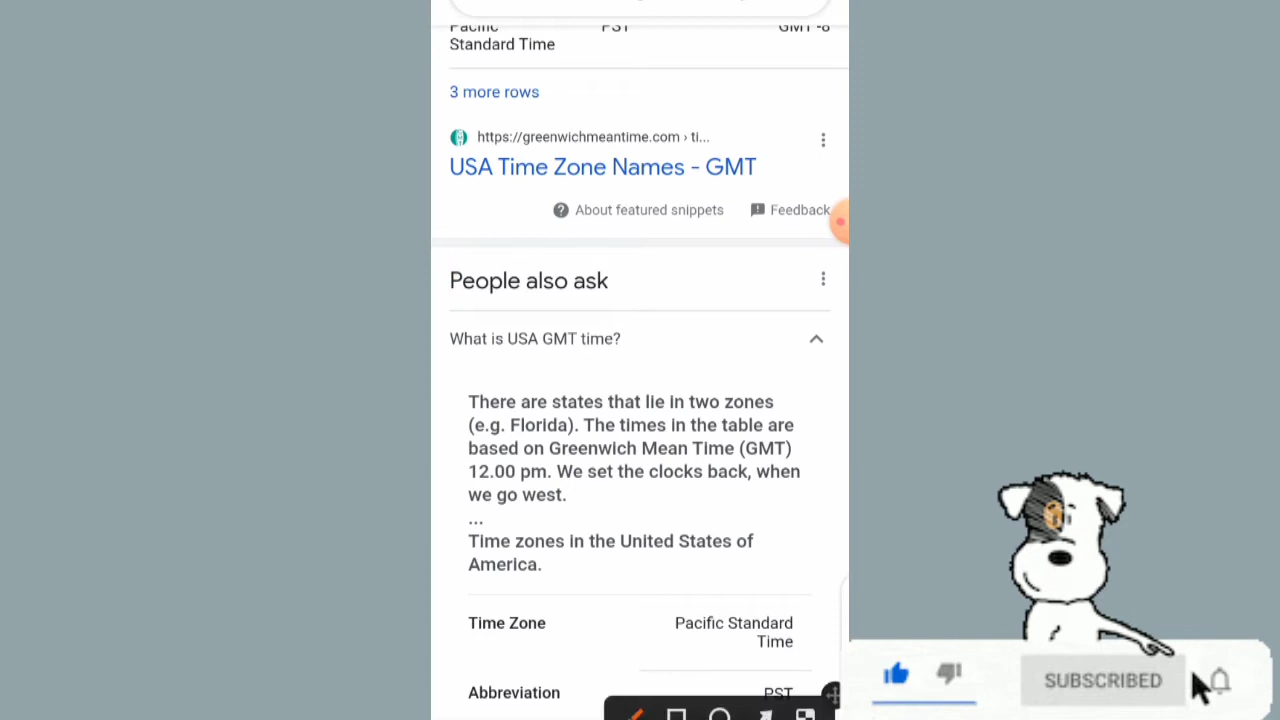 Pacific PST GMT -8
Standard Time
3 more rows
https://greenwichmeantime.com › ti...
USA Time Zone Names - GMT
About featured snippets Feedback
People also ask
What is USA GMT time?
There are states that lie in two zones
(e.g. Florida). The times in the table are
based on Greenwich Mean Time (GMT)
12.00 pm. We set the clocks back, when
we go west.
...
Time zones in the United States of
America.
Time Zone Pacific Standard
Time
Abbreviation PST
SUBSCRIBED